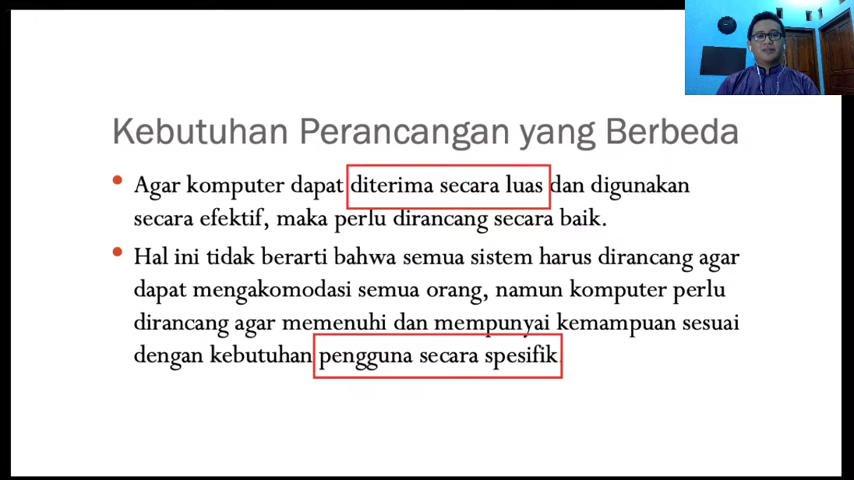 Kebutuhan Perancangan yang Berbeda
Agar komputer dapat diterima secara luas dan digunakan
secara efektif, maka perlu dirancang secara baik.
Hal ini tidak berarti bahwa semua sistem harus dirancang agar
dapat mengakomodasi semua orang, namun komputer perlu
dirancang agar memenuhi dan mempunyai kemampuan sesuai
dengan kebutuhan pengguna secara spesifik.